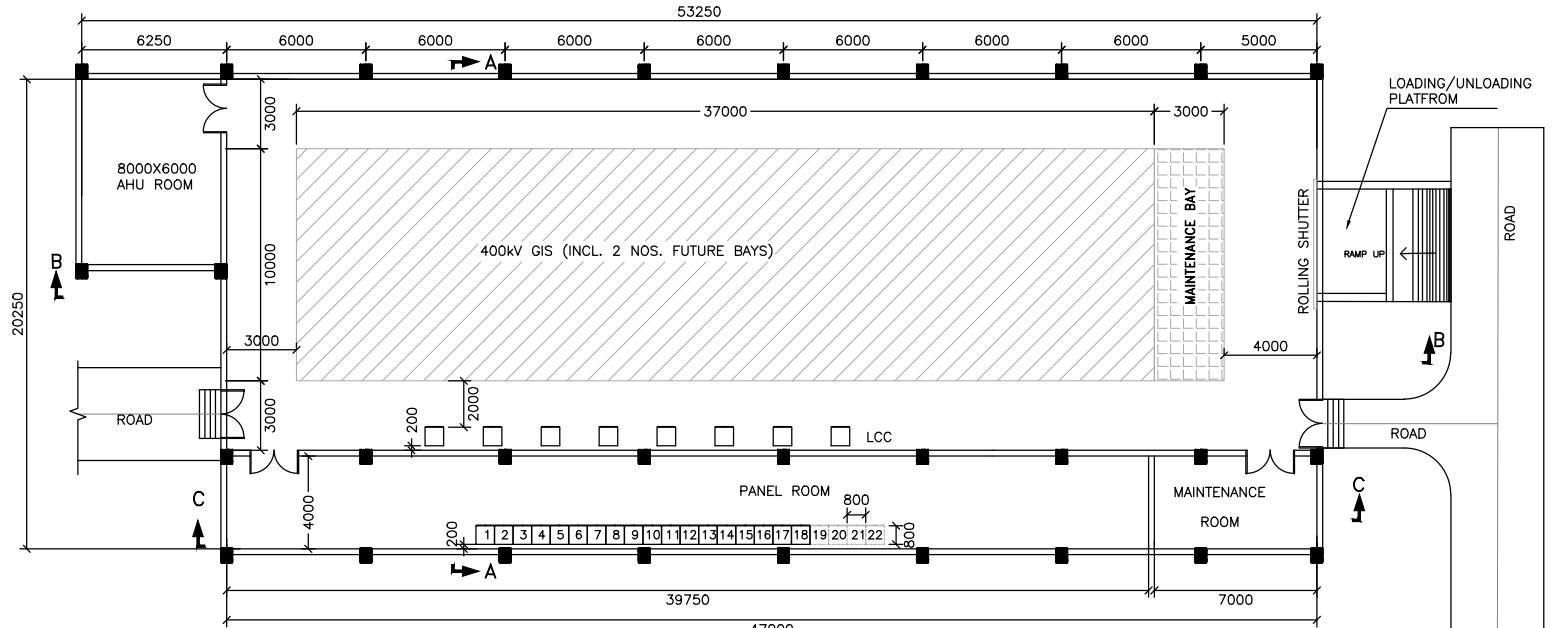 53250
6250
6000
6000
6000
6000
6000
6000
6000
5000
A
3000
37000
3000
LOADING/UNLOADING
PLATFROM
8000X6000
AHU ROOM
MAINTENANCE BAY
ROLLING SHUTTER
ROAD
400kV GIS (INCL. 2 NOS. FUTURE BAYS)
RAMP UP
B
10000
20250
3000
4000
B
3000
2000
200
ROAD
LCC
ROAD
C
4000
PANEL ROOM
MAINTENANCE
ROOM
C
800
200
1 2 3 4 5 6 7 8 9 10 11 12 13 14 15 16 17 18 19 20 21 22
800
A
39750
7000